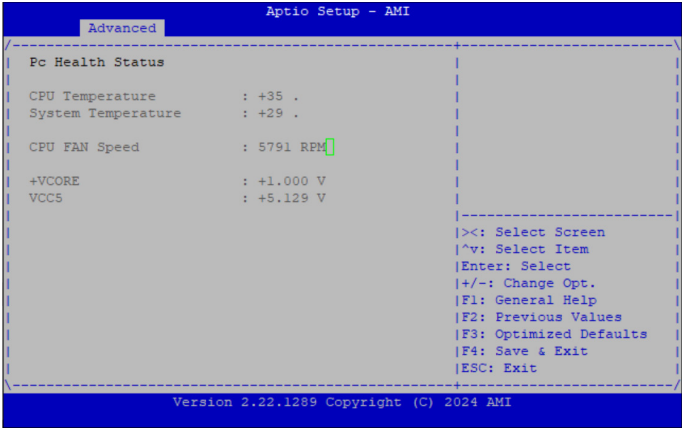 Aptio Setup - AMI
Advanced
Pc Health Status
CPU Temperature : +35 .
System Temperature : +29 .
CPU FAN Speed : 5791 RPM
+VCORE : +1.000 V
VCC5 : +5.129 V
><: Select Screen
^v: Select Item
Enter: Select
+/-: Change Opt.
F1: General Help
F2: Previous Values
F3: Optimized Defaults
F4: Save & Exit
ESC: Exit
Version 2.22.1289 Copyright (C) 2024 AMI